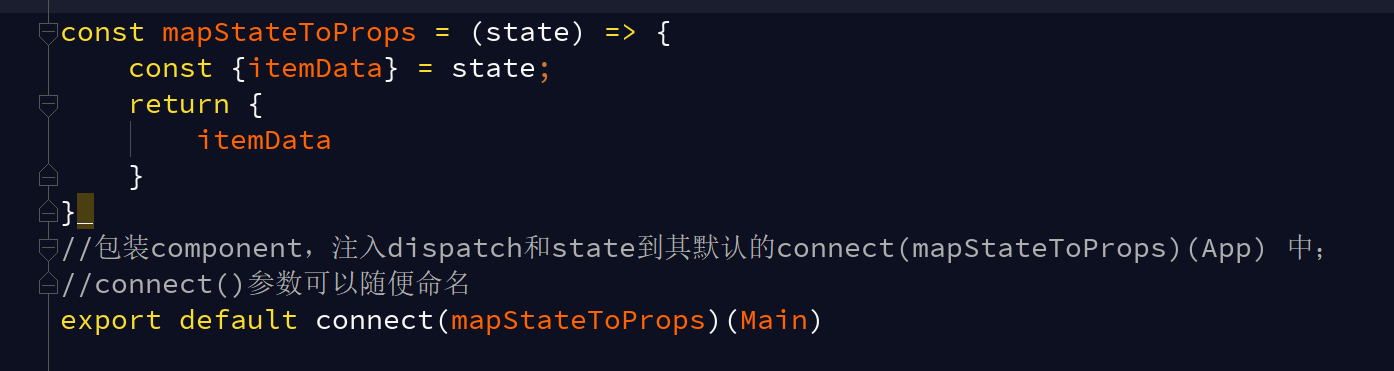 const mapStateToProps = (state) => {
    const {itemData} = state;
    return {
        itemData
    }
}
//包装component，注入dispatch和state到其默认的connect(mapStateToProps)(App) 中；
//connect()参数可以随便命名
export default connect(mapStateToProps)(Main)